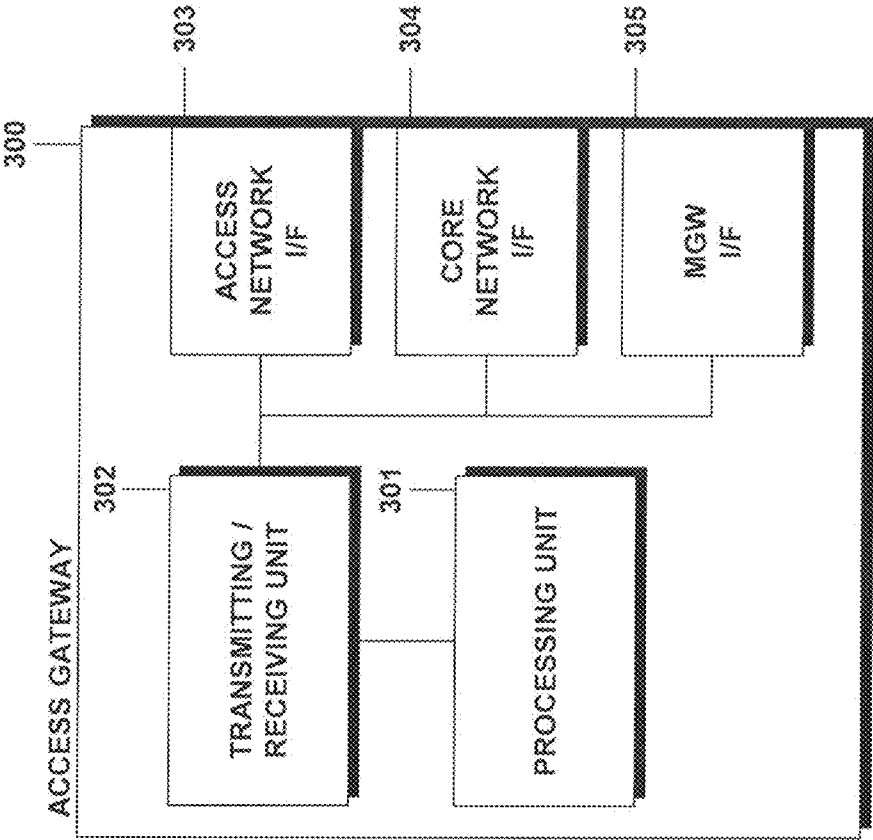 ACCESS GATEWAY
300
302
TRANSMITTING /
RECEIVING UNIT
301
PROCESSING UNIT
ACCESS
NETWORK
I/F
303
CORE
NETWORK
I/F
304
MGW
I/F
305